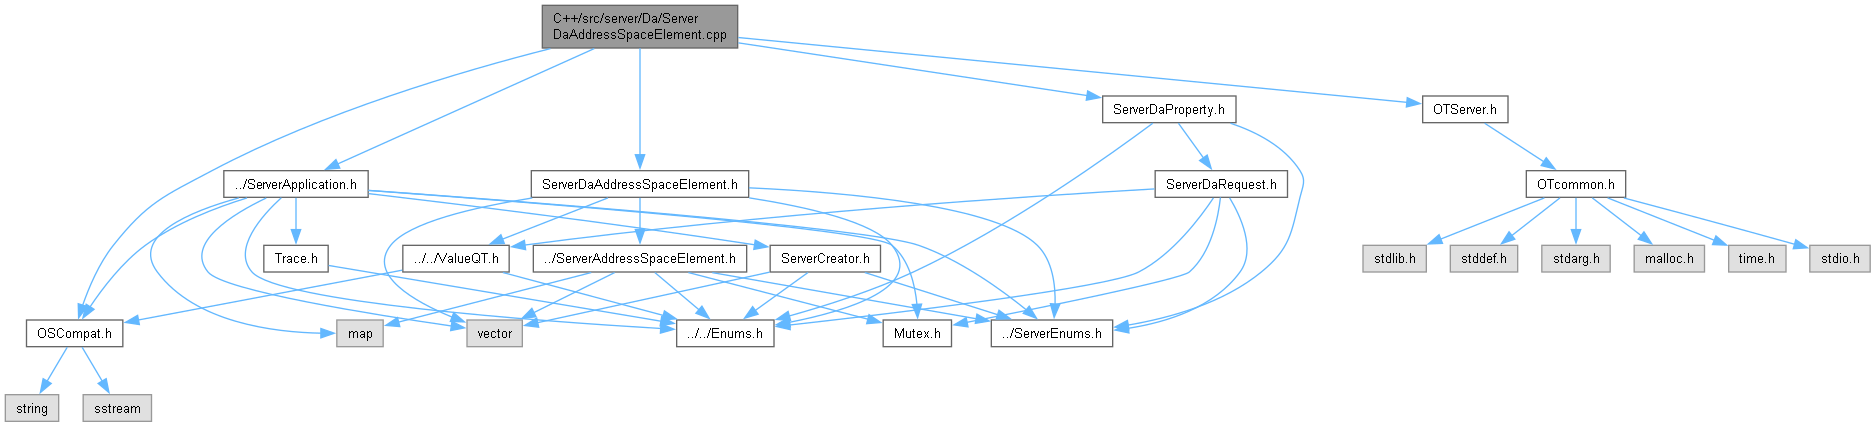 C++/src/server/Da/Server
DaAddressSpaceElement.cpp
ServerDaProperty.h
OTServer.h
../ServerApplication.h
ServerDaAddressSpaceElement.h
ServerDaRequest.h
OTcommon.h
Trace.h
../../ValueQT.h
../ServerAddressSpaceElement.h
ServerCreator.h
stdlib.h
stddef.h
stdarg.h
malloc.h
time.h
stdio.h
OSCompat.h
map
vector
../../Enums.h
Mutex.h
../ServerEnums.h
string
sstream